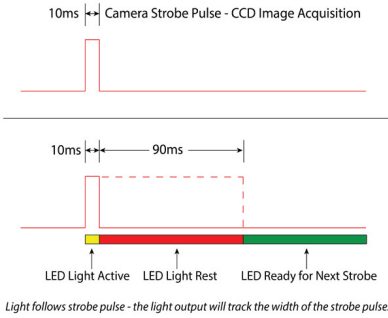 10ms Camera Strobe Pulse - CCD Image Acquisition
10ms 90ms
LED Light Active LED Light Rest LED Ready for Next Strobe
Light follows strobe pulse - the light output will track the width of the strobe pulse